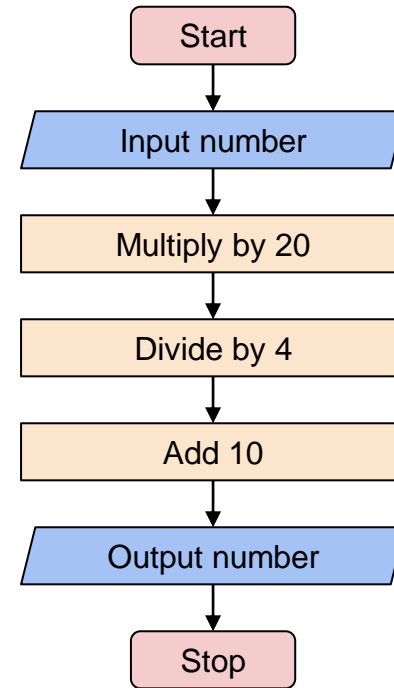 Start
Input number
Multiply by 20
Divide by 4
Add 10
Output number
Stop